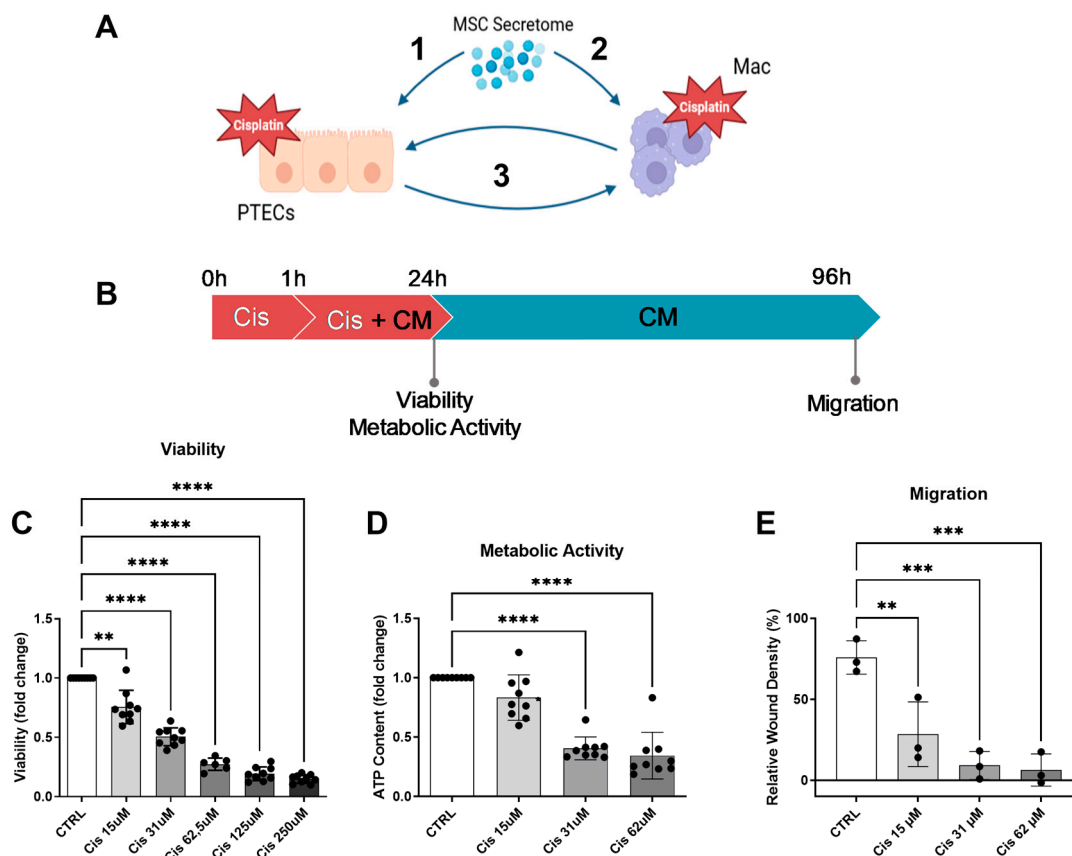 A
MSC Secretome
1
2
Mac
Cisplatin
Cisplatin
3
PTECs
B
0h 1h 24h 96h
Cis
Cis + CM
CM
Viability
Metabolic Activity
Migration
C
Viability
****
****
****
****
**
Viability (fold change)
1.5
1.0
0.5
0.0
CTRL
Cis 15uM
Cis 31uM
Cis 62,5uM
Cis 125uM
Cis 250uM
D
Metabolic Activity
****
****
ATP Content (fold change)
1.5
1.0
0.5
0.0
CTRL
Cis 15uM
Cis 31uM
Cis 62uM
E
Migration
***
***
**
Relative Wound Density (%)
100
50
0
CTRL
Cis 15 µM
Cis 31 µM
Cis 62 µM